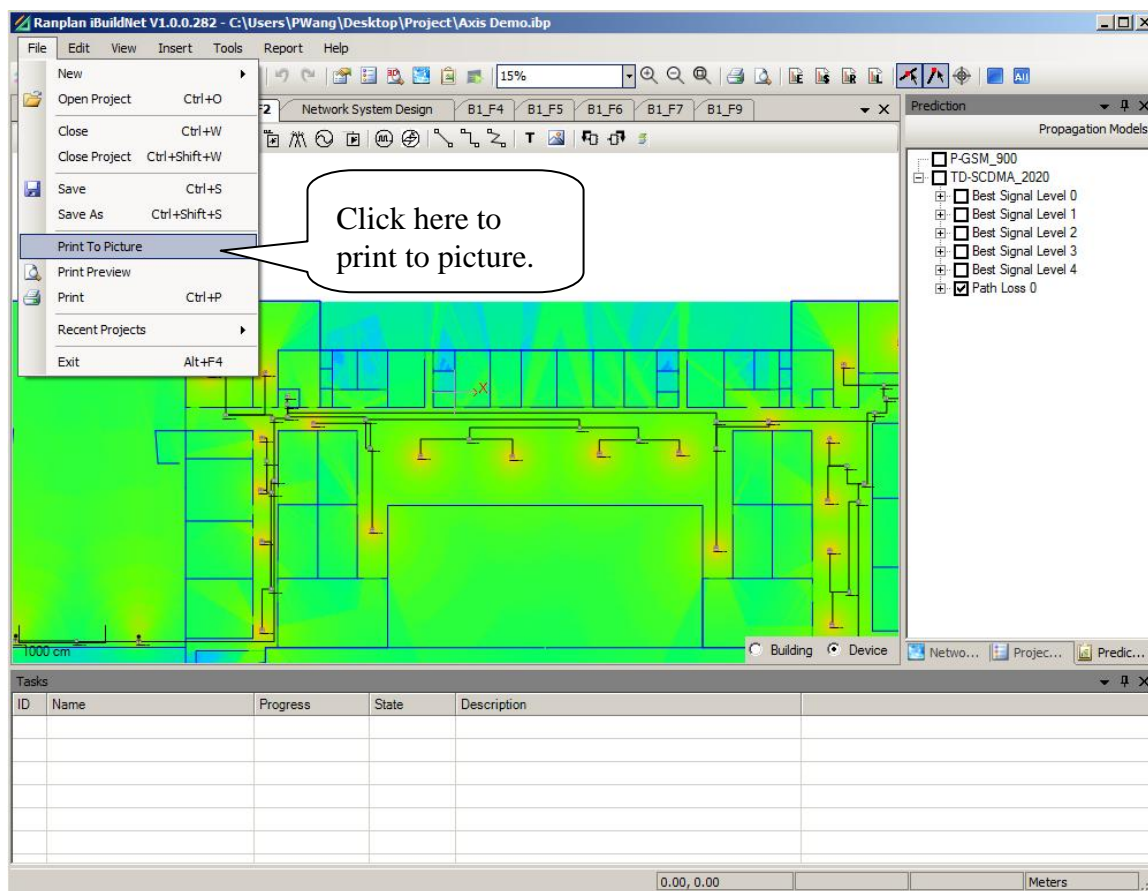 Ranplan iBuildNet V1.0.0.282 - C:\Users\PWang\Desktop\Project\Axis Demo.ibp
File Edit View Insert Tools Report Help
15%
New
Open Project Ctrl+O
Close Ctrl+W
Close Project Ctrl+Shift+W
Save Ctrl+S
Save As Ctrl+Shift+S
Print To Picture
Print Preview
Print Ctrl+P
Recent Projects
Exit Alt+F4
F2 Network System Design B1_F4 B1_F5 B1_F6 B1_F7 B1_F9
T
Click here to
print to picture.
X
1000 cm
Building Device
Prediction
Propagation Models
P-GSM_900
TD-SCDMA_2020
Best Signal Level 0
Best Signal Level 1
Best Signal Level 2
Best Signal Level 3
Best Signal Level 4
Path Loss 0
Netwo... Projec... Predic...
Tasks
ID Name Progress State Description
0.00, 0.00 Meters